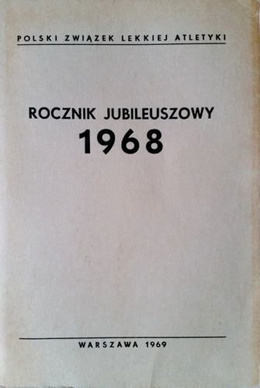 POLSKI ZWIĄZEK LEKKIEJ ATLETYKI
ROCZNIK JUBILEUSZOWY
1968
WARSZAWA 1969